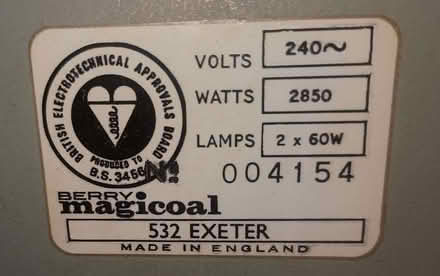 BRITISH ELECTROTECHNICAL APPROVALS BOARD
PRODUCED TO
B.S. 3456
VOLTS 240~
WATTS 2850
LAMPS 2 x 60W
No 004154
BERRY
magicoal
532 EXETER
MADE IN ENGLAND